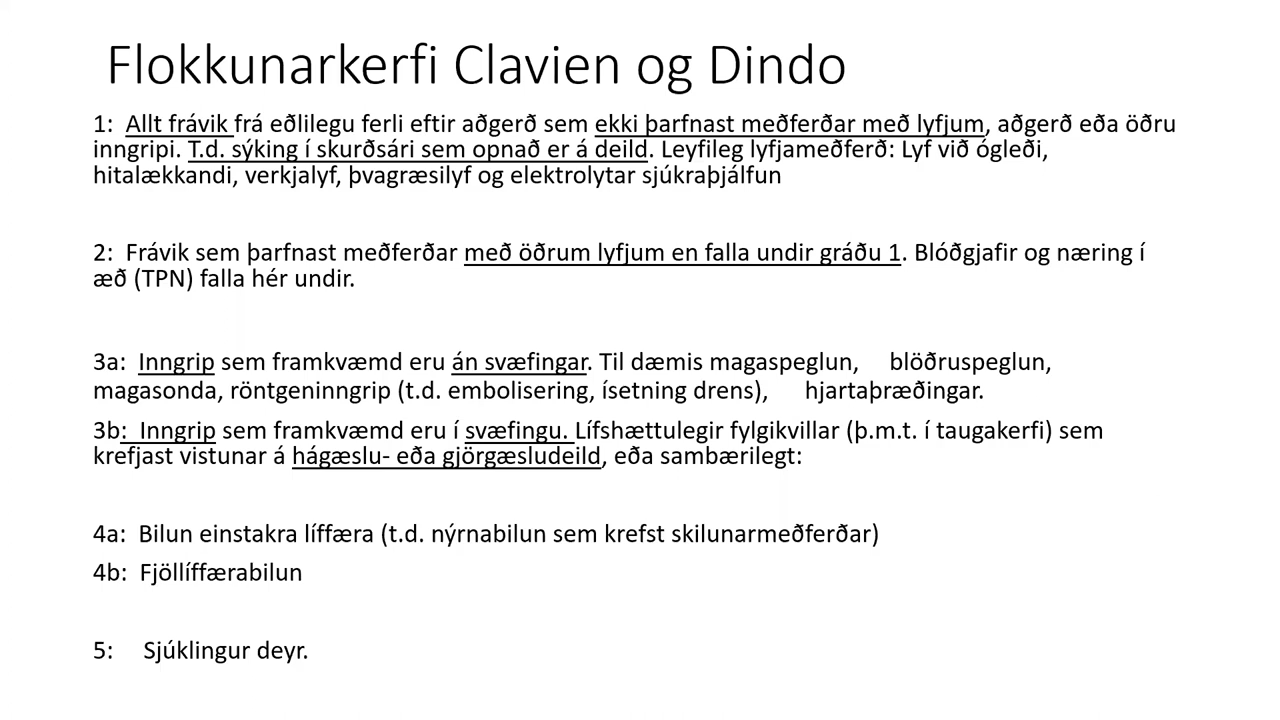 Flokkunarkerfi Clavien og Dindo
1: Allt frávik frá eðlilegu ferli eftir aðgerð sem ekki þarfnast meðferðar með lyfjum, aðgerð eða öðru
inngripi. T.d. sýking í skurðsári sem opnað er á deild. Leyfileg lyfjameðferð: Lyf við ógleði,
hitalækkandi, verkjalyf, þvagræsilyf og elektrolytar sjúkraþjálfun
2: Frávik sem þarfnast meðferðar með öðrum lyfjum en falla undir gráðu 1. Blóðgjafir og næring í
æð (TPN) falla hér undir.
3a: Inngrip sem framkvæmd eru án svæfingar. Til dæmis magaspeglun, blöðruspeglun,
magasonda, röntgeninngrip (t.d. embolisering, ísetning drens), hjartaþræðingar.
3b: Inngrip sem framkvæmd eru í svæfingu. Lífshættulegir fylgikvillar (þ.m.t. í taugakerfi) sem
krefjast vistunar á hágæslu- eða gjörgæsludeild, eða sambærilegt:
4a: Bilun einstakra líffæra (t.d. nýrnabilun sem krefst skilunarmeðferðar)
4b: Fjöllíffærabilun
5: Sjúklingur deyr.